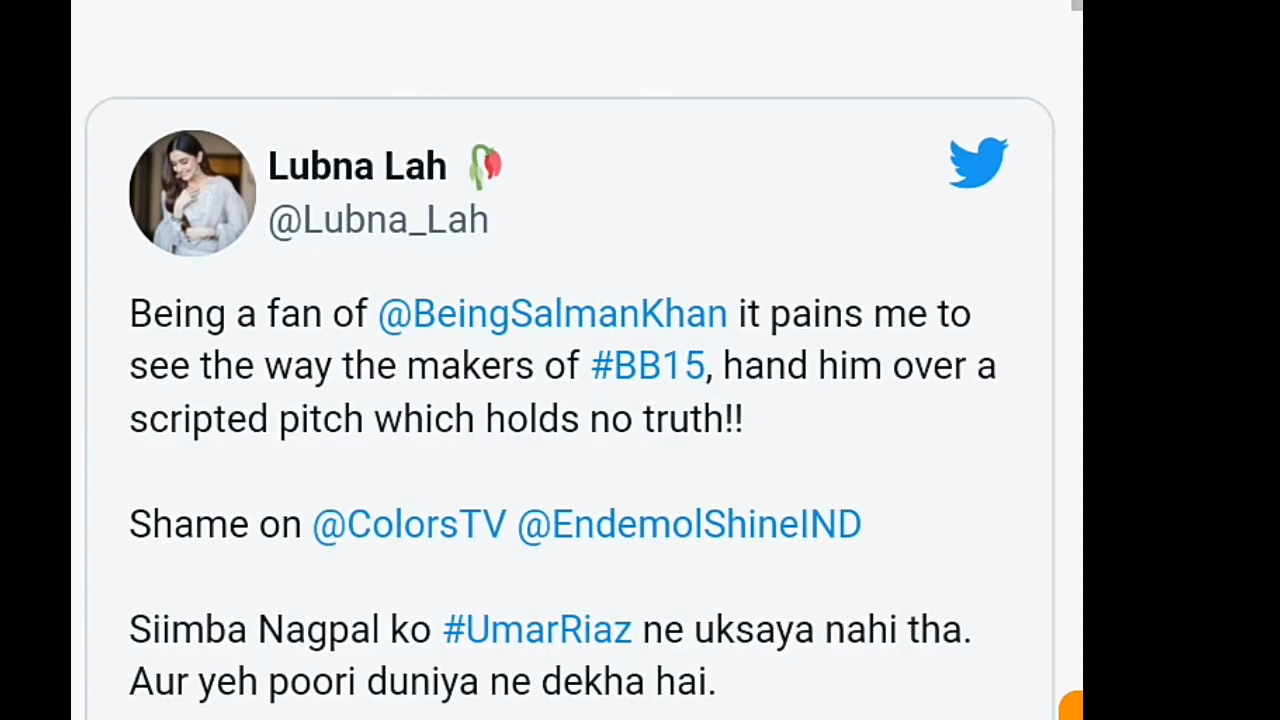 Lubna Lah 🥀
@Lubna_Lah
Being a fan of @BeingSalmanKhan it pains me to
see the way the makers of #BB15, hand him over a
scripted pitch which holds no truth!!
Shame on @ColorsTV @EndemolShineIND
Siimba Nagpal ko #UmarRiaz ne uksaya nahi tha.
Aur yeh poori duniya ne dekha hai.